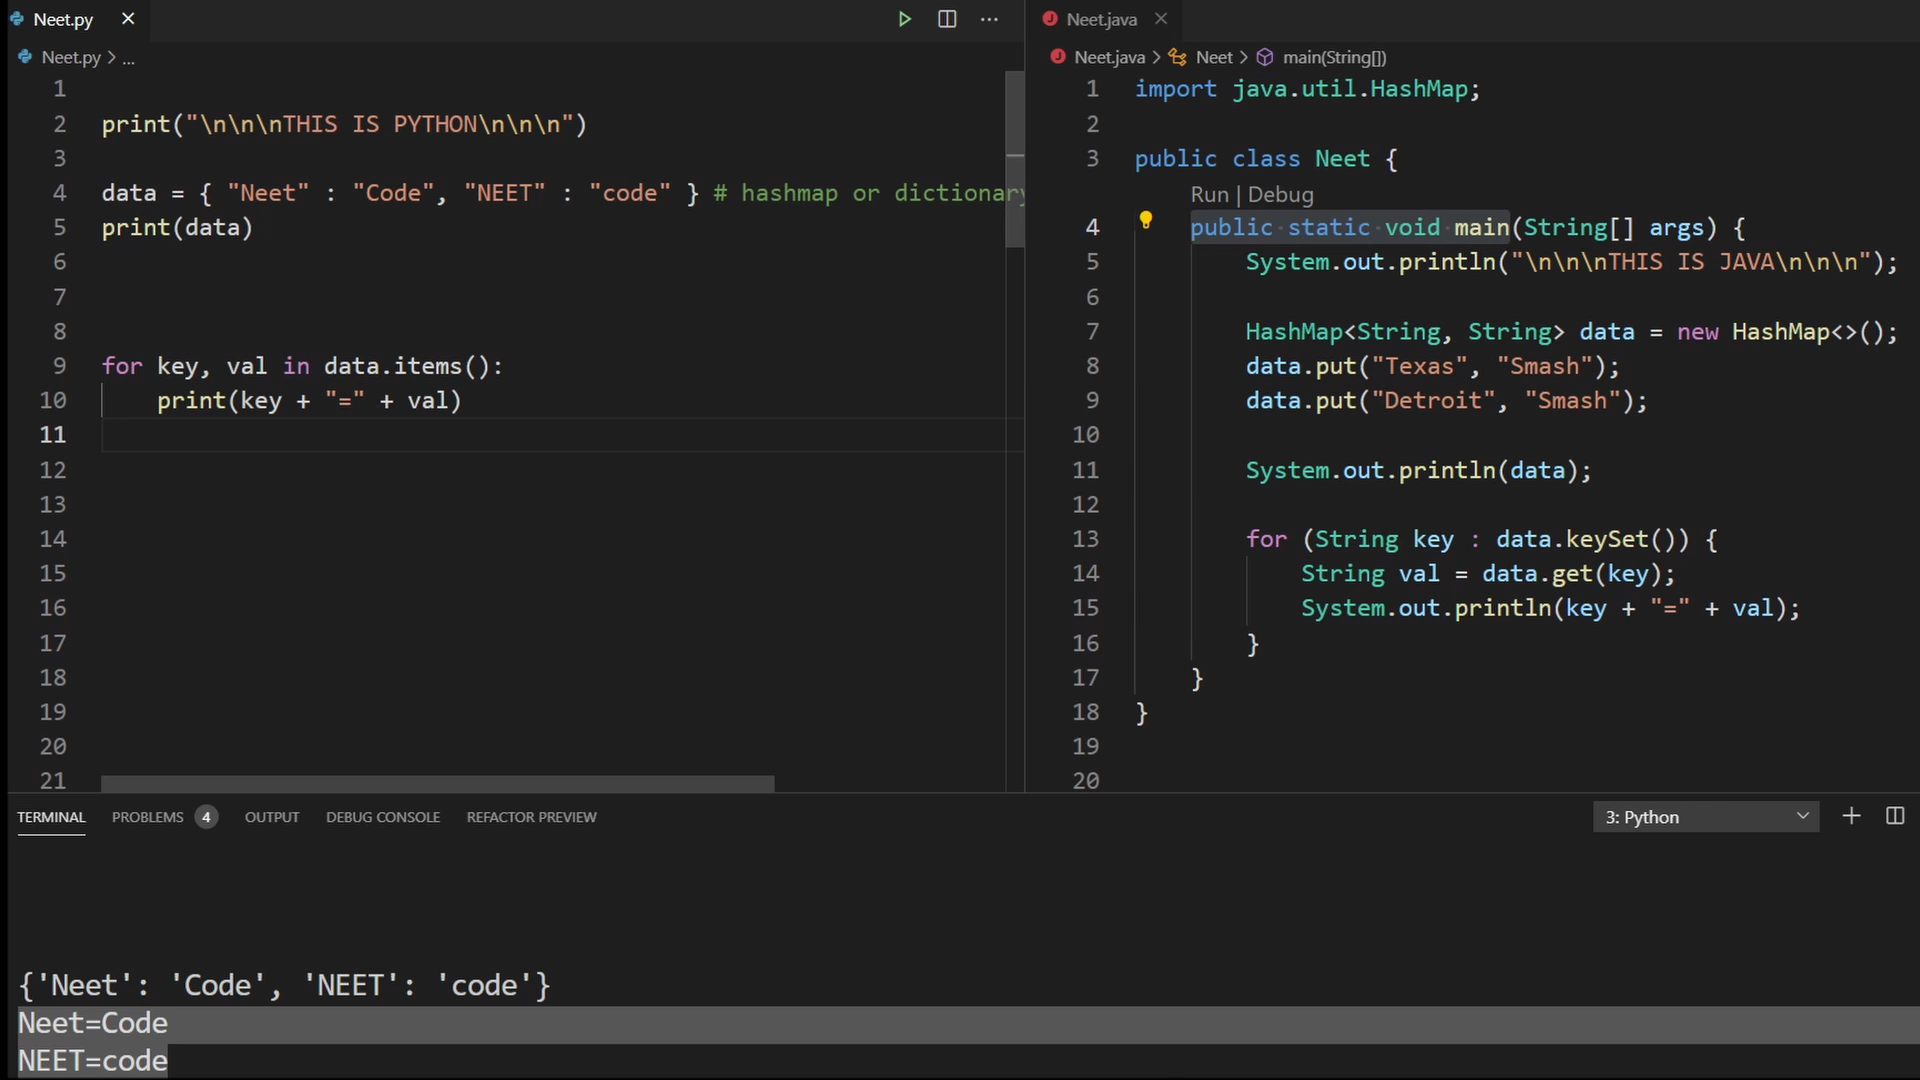 Neet.py
Neet.py > ...
1
2 print("\n\n\nTHIS IS PYTHON\n\n\n")
3
4 data = { "Neet" : "Code", "NEET" : "code" } # hashmap or dictionary
5 print(data)
6
7
8
9 for key, val in data.items():
10     print(key + "=" + val)
11
12
13
14
15
16
17
18
19
20
21
Neet.java
Neet.java > Neet > main(String[])
1 import java.util.HashMap;
2
3 public class Neet {
Run | Debug
4     public static void main(String[] args) {
5         System.out.println("\n\n\nTHIS IS JAVA\n\n\n");
6
7         HashMap<String, String> data = new HashMap<>();
8         data.put("Texas", "Smash");
9         data.put("Detroit", "Smash");
10
11         System.out.println(data);
12
13         for (String key : data.keySet()) {
14             String val = data.get(key);
15             System.out.println(key + "=" + val);
16         }
17     }
18 }
19
20
TERMINAL PROBLEMS 4 OUTPUT DEBUG CONSOLE REFACTOR PREVIEW 3: Python
{'Neet': 'Code', 'NEET': 'code'}
Neet=Code
NEET=code